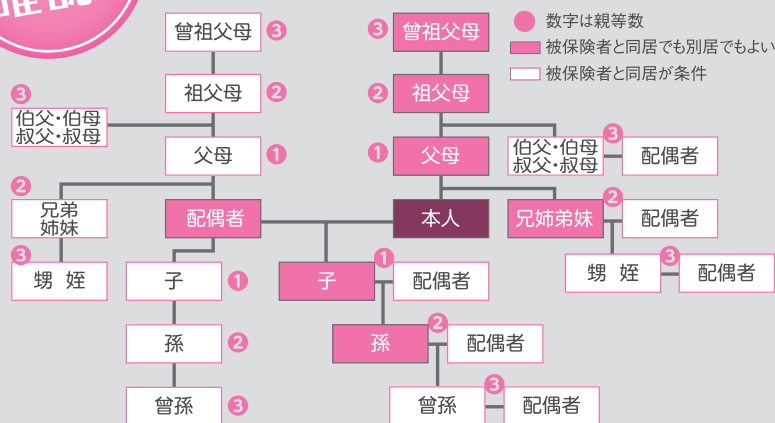 数字は親等数
被保険者と同居でも別居でもよい
被保険者と同居が条件
曾祖父母 3
3 曾祖父母
祖父母 2
2 祖父母
3
伯父・伯母
叔父・叔母
父母 1
1 父母
伯父・伯母
叔父・叔母
3
配偶者
2
兄弟
姉妹
配偶者
本人
兄姉弟妹
2
配偶者
3
甥 姪
子 1
子
1
配偶者
甥 姪
3
配偶者
孫 2
孫
2
配偶者
曾孫 3
曾孫
3
配偶者